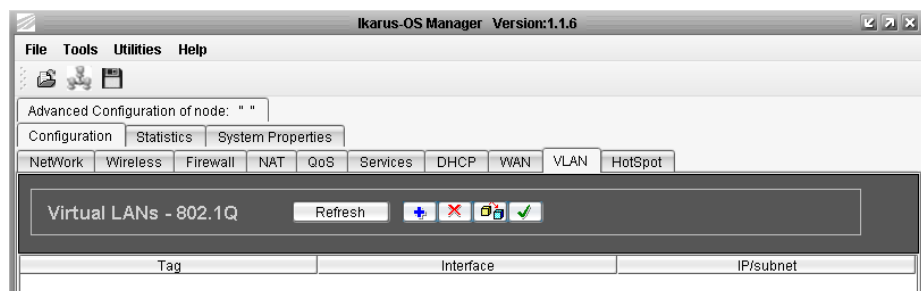 Ikarus-OS Manager Version:1.1.6
File Tools Utilities Help
Advanced Configuration of node: " "
Configuration Statistics System Properties
NetWork Wireless Firewall NAT QoS Services DHCP WAN VLAN HotSpot
Virtual LANs - 802.1Q Refresh
Tag Interface IP/subnet